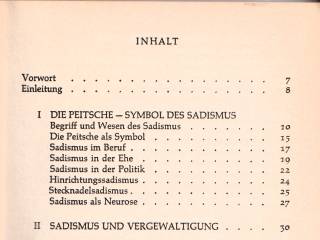 INHALT
Vorwort . . . . . . . . . . . . . . 7
Einleitung . . . . . . . . . . . . . 8
I DIE PEITSCHE – SYMBOL DES SADISMUS
Begriff und Wesen des Sadismus . . . . . . 10
Die Peitsche als Symbol . . . . . . . . 15
Sadismus im Beruf . . . . . . . . . . 17
Sadismus in der Ehe . . . . . . . . . 19
Sadismus in der Politik . . . . . . . . 22
Hinrichtungssadismus . . . . . . . . . 24
Stecknadelsadismus . . . . . . . . . . 25
Sadismus als Neurose . . . . . . . . . 27
II SADISMUS UND VERGEWALTIGUNG . . . . 30